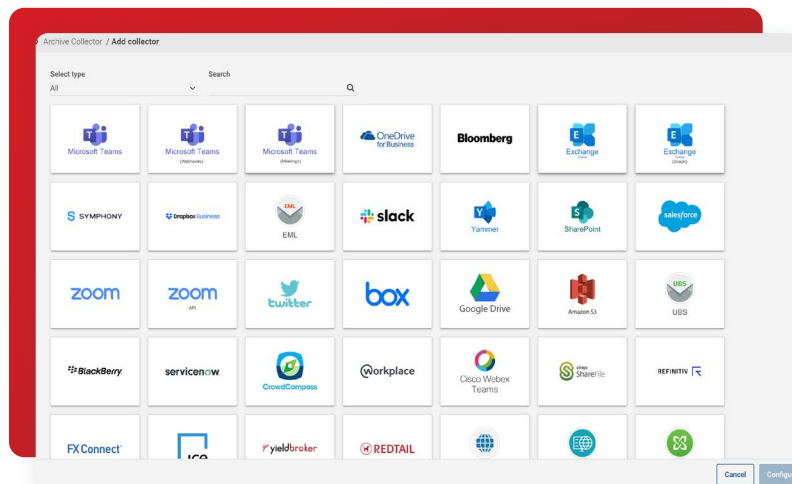 Archive Collector / Add collector
Select type
Search
All
Microsoft Teams
Microsoft Teams
(Webhooks)
Microsoft Teams
(Meetings)
OneDrive
for Business
Bloomberg
Exchange
Online
Exchange
Online
(Graph)
SYMPHONY
Dropbox Business
EML
EML
slack
Yammer
SharePoint
salesforce
zoom
zoom
API
twitter
box
Google Drive
Amazon S3
UBS
UBS
BlackBerry
servicenow
CrowdCompass
Workplace
Cisco Webex
Teams
citrix
ShareFile
REFINITIV
FX Connect
yieldbroker
REDTAIL
Cancel